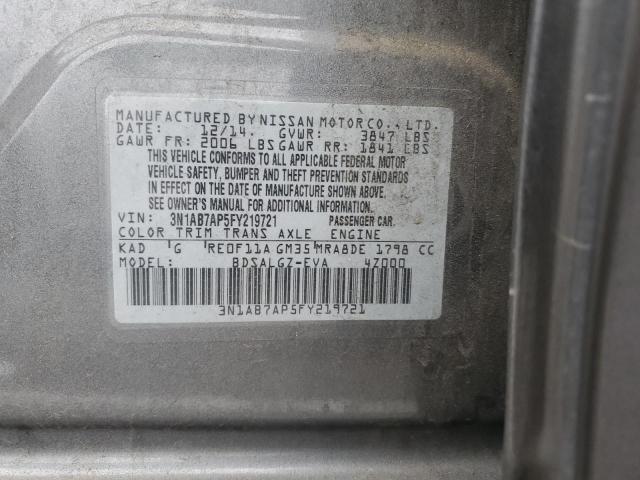 MANUFACTURED BY NISSAN MOTOR CO., LTD.
DATE: 12/14. GVWR: 3847 LBS
GAWR FR: 2006 LBS GAWR RR: 1841 LBS
THIS VEHICLE CONFORMS TO ALL APPLICABLE FEDERAL MOTOR
VEHICLE SAFETY, BUMPER AND THEFT PREVENTION STANDARDS
IN EFFECT ON THE DATE OF MANUFACTURE SHOWN ABOVE.
SEE OWNER'S MANUAL FOR ADDITIONAL INFORMATION.
VIN: 3N1AB7AP5FY219721 PASSENGER CAR
COLOR TRIM TRANS AXLE ENGINE
KAD G RE0F11A GM35 MRA8DE 1798 CC
MODEL: BDSALGZ-EVA 4Z000
3N1AB7AP5FY219721